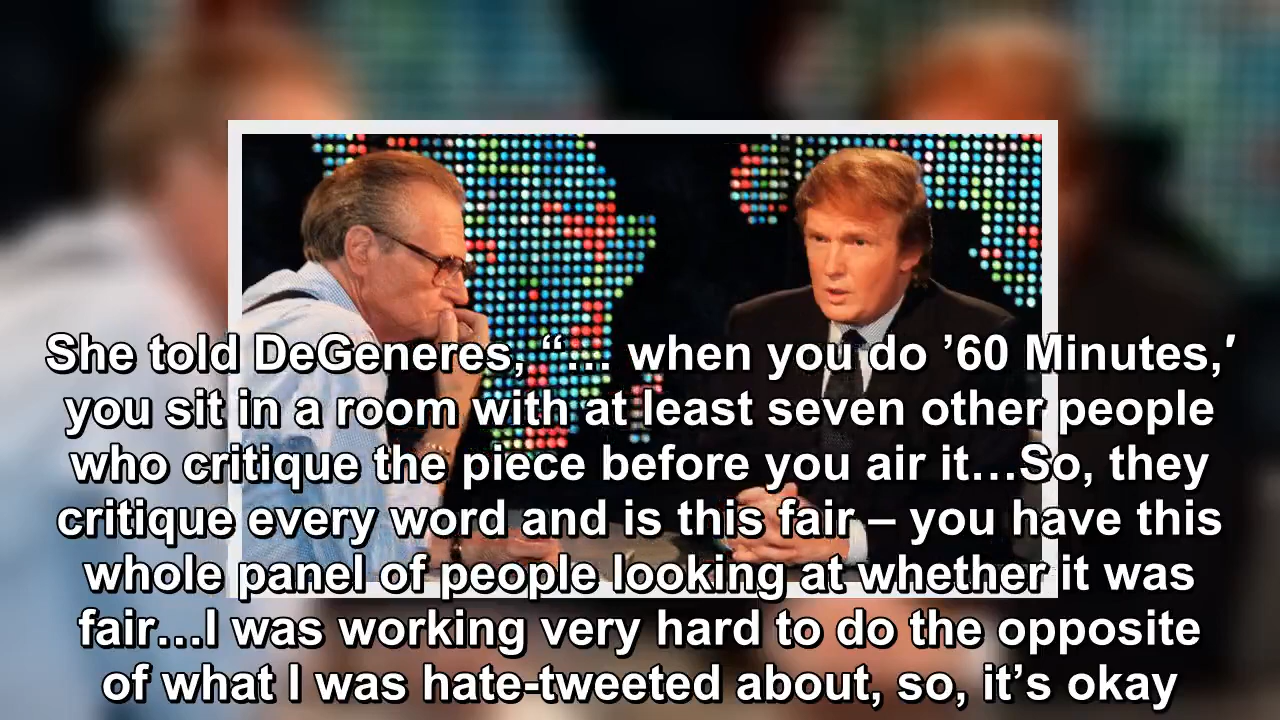 She told DeGeneres, “… when you do ’60 Minutes,′
you sit in a room with at least seven other people
who critique the piece before you air it…So, they
critique every word and is this fair – you have this
whole panel of people looking at whether it was
fair…I was working very hard to do the opposite
of what I was hate-tweeted about, so, it’s okay